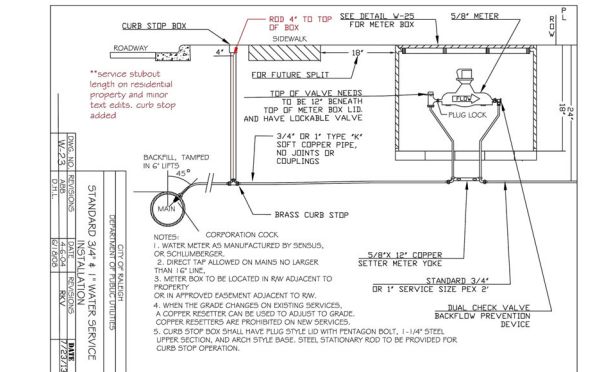 CURB STOP BOX
ROD 4" TO TOP
OF BOX
SEE DETAIL W-25
FOR METER BOX
5/8" METER
P
L
R
O
W
SIDEWALK
ROADWAY
4"
18"
FOR FUTURE SPLIT
**service stubout
length on residential
property and minor
text edits. curb stop
added
TOP OF VALVE NEEDS
TO BE 12" BENEATH
TOP OF METER BOX LID.
AND HAVE LOCKABLE VALVE
FLOW
PLUG LOCK
18"
24"
3/4" OR 1" TYPE "K"
SOFT COPPER PIPE,
NO JOINTS OR
COUPLINGS
BACKFILL, TAMPED
IN 6" LIFTS
45°
MAIN
BRASS CURB STOP
CORPORATION COCK
5/8"X 12" COPPER
SETTER METER YOKE
STANDARD 3/4"
OR 1" SERVICE SIZE PEX 2'
DUAL CHECK VALVE
BACKFLOW PREVENTION
DEVICE
NOTES:
1. WATER METER AS MANUFACTURED BY SENSUS,
OR SCHLUMBERGER,
2. DIRECT TAP ALLOWED ON MAINS NO LARGER
THAN 16" LINE,
3. METER BOX TO BE LOCATED IN R/W ADJACENT TO
PROPERTY
OR IN APPROVED EASEMENT ADJACENT TO R/W.
4. WHEN THE GRADE CHANGES ON EXISTING SERVICES,
A COPPER RESETTER CAN BE USED TO ADJUST TO GRADE.
COPPER RESETTERS ARE PROHIBITED ON NEW SERVICES.
5. CURB STOP BOX SHALL HAVE PLUG STYLE LID WITH PENTAGON BOLT, 1-1/4" STEEL
UPPER SECTION, AND ARCH STYLE BASE. STEEL STATIONARY ROD TO BE PROVIDED FOR
CURB STOP OPERATION.
CITY OF RALEIGH
DEPARTMENT OF PUBLIC UTILITIES
STANDARD 3/4" & 1" WATER SERVICE
INSTALLATION
DWG. NO.
W-23
REVISIONS
DATE
REVISIONS
DATE
ABB
4-6-04
RKV
7/23/13
D.H.L.
6/18/08